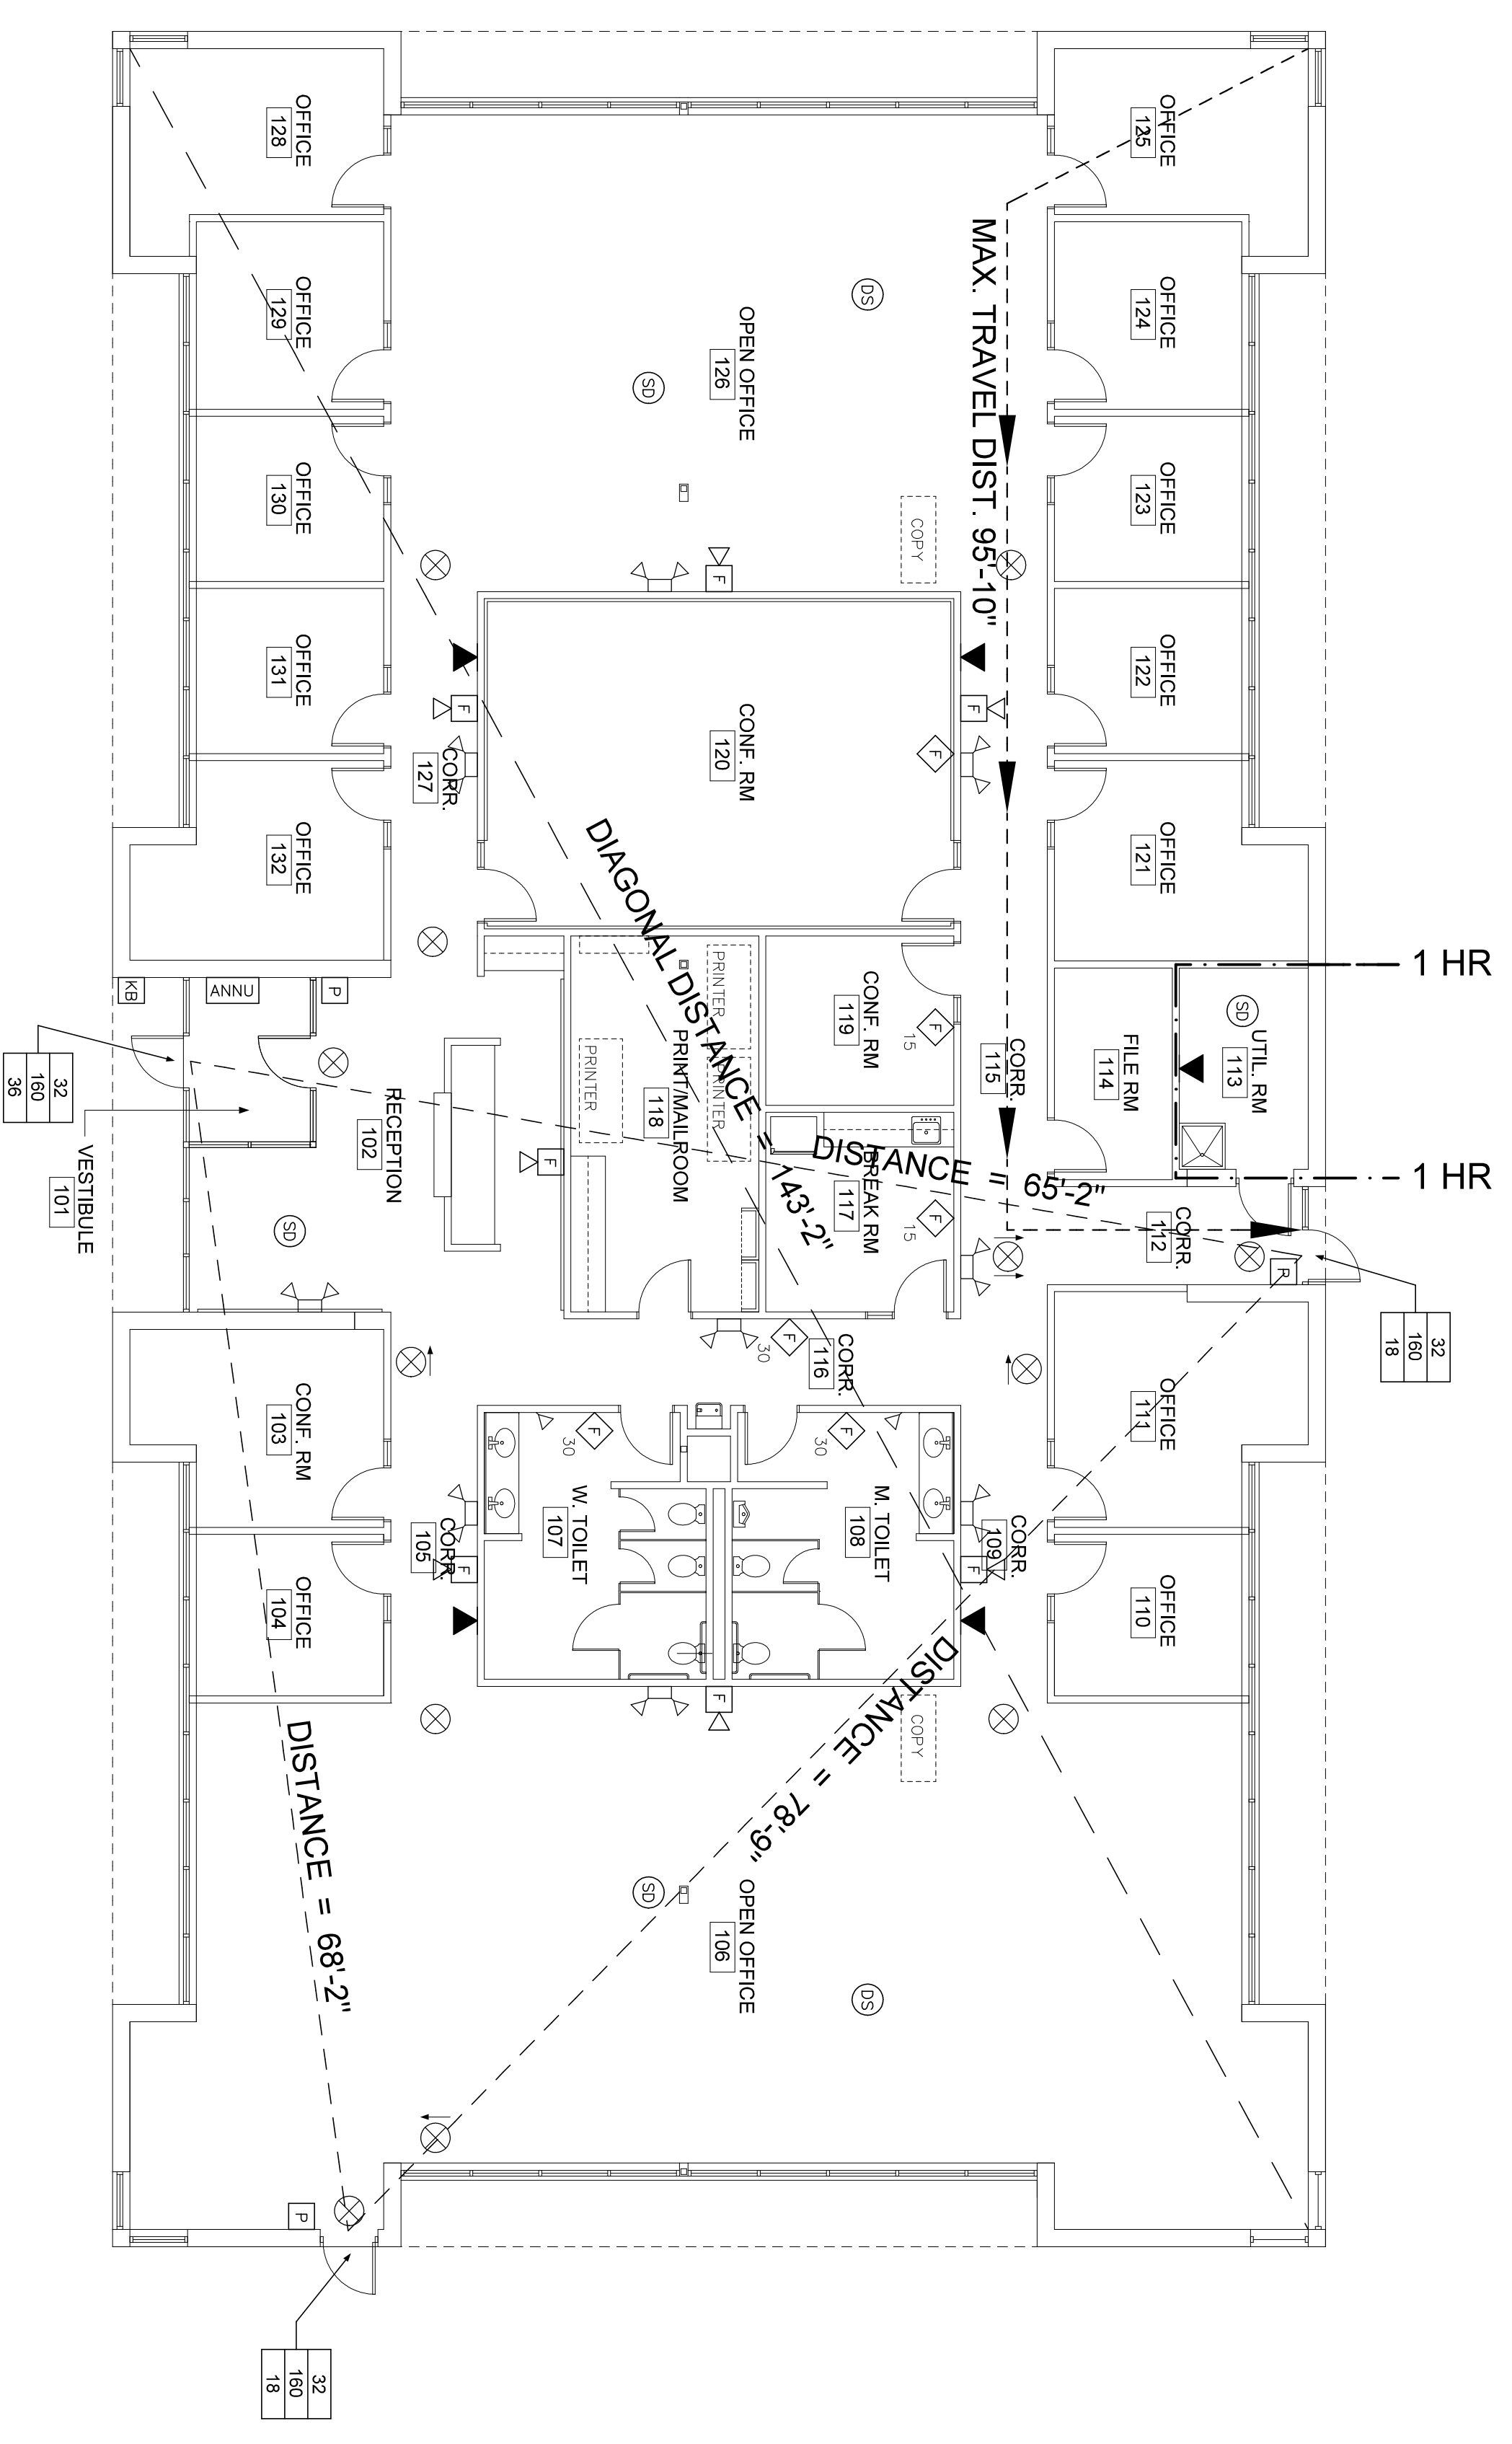 OFFICE
128
OFFICE
129
OFFICE
130
OFFICE
131
OFFICE
132
OFFICE
125
OFFICE
124
OFFICE
123
OFFICE
122
OFFICE
121
MAX. TRAVEL DIST. 95'-10"
OPEN OFFICE
126
DS
SD
COPY
F
F
F
F
CONF. RM
120
CORR.
127
DIAGONAL DISTANCE = 143'-2"
1 HR
1 HR
SD
UTIL. RM
113
FILE RM
114
CORR.
115
CONF. RM
119
F
15
PRINTER
PRINTER
PRINTER
PRINT/MAILROOM
118
BREAK RM
117
F
15
DISTANCE = 65'-2"
CORR.
112
P
32
160
18
KB
ANNU
P
32
160
36
VESTIBULE
101
RECEPTION
102
SD
F
CORR.
116
F
30
OFFICE
111
OFFICE
110
CORR.
109
F
M. TOILET
108
F
30
W. TOILET
107
F
30
CORR.
105
F
F
CONF. RM
103
OFFICE
104
COPY
DISTANCE = 78'-9"
DISTANCE = 68'-2"
SD
OPEN OFFICE
106
DS
P
32
160
18